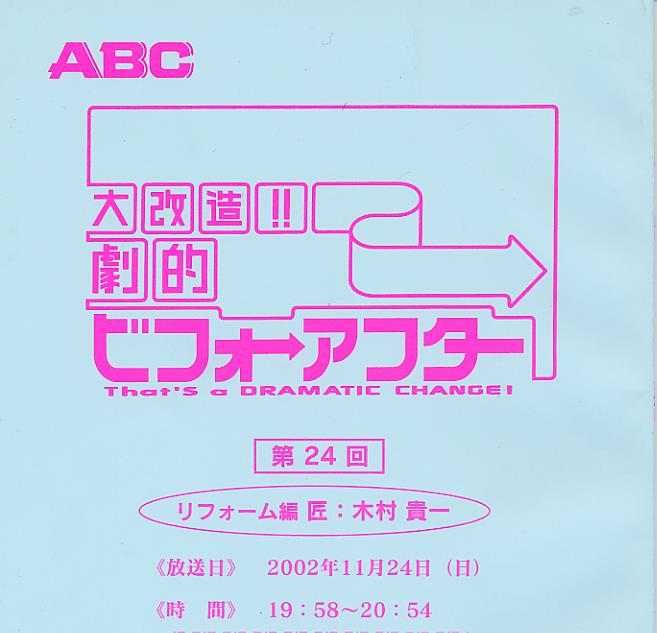 ABC
大改造!!
劇的
ビフォーアフター
That'S a DRAMATIC CHANGE!
第 24 回
リフォーム編 匠：木村 貴一
《放送日》 2002年11月24日（日）
《時　間》 19：58〜20：54